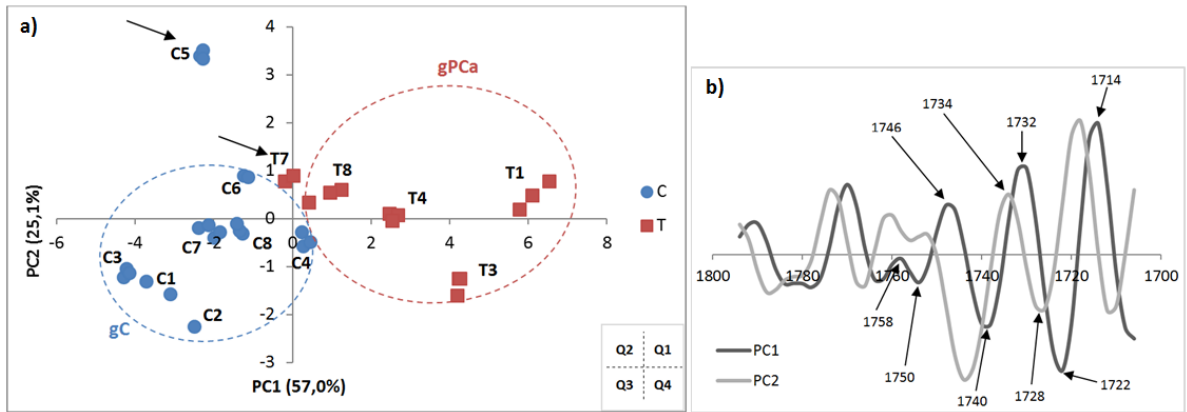 a)
4
3
2
1
0
-1
-2
-3
-6
-4
-2
0
2
4
6
8
PC2 (25,1%)
PC1 (57,0%)
C5
gPCa
T7
T8
T1
C6
T4
C7
C8
C4
C3
C1
T3
C2
gC
C
T
Q2 Q1
Q3 Q4
b)
1714
1734
1732
1746
1800
1780
1760
1740
1720
1700
1758
1750
1740
1728
1722
PC1
PC2